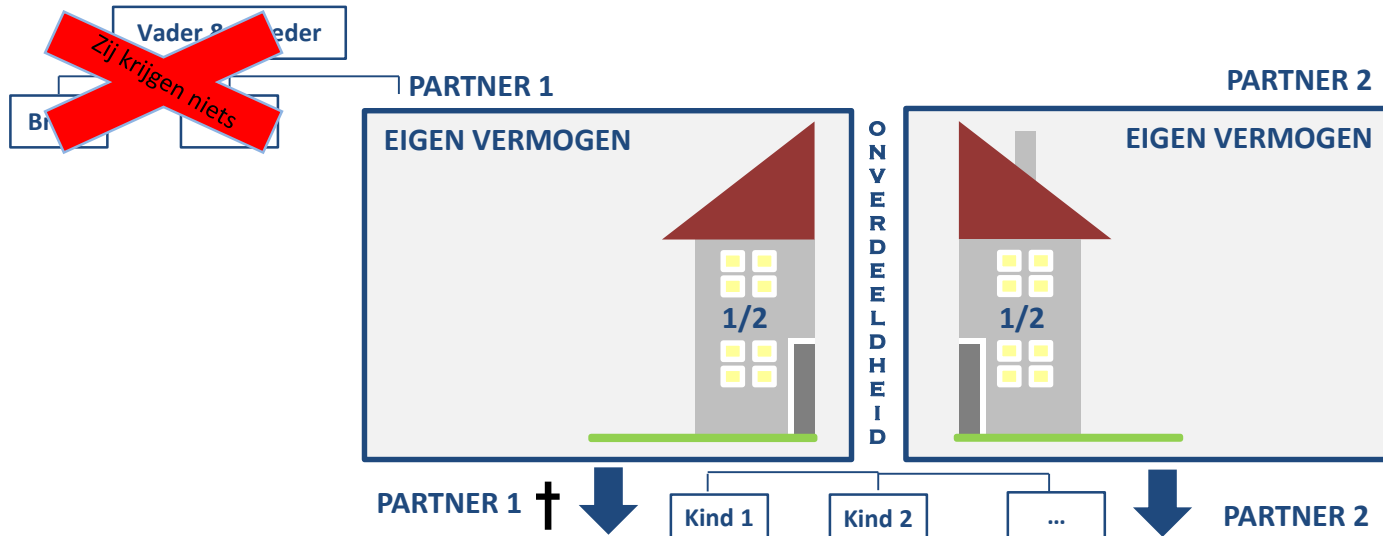 Vader &
Zij krijgen niets
PARTNER 1
PARTNER 2
EIGEN VERMOGEN
ONVERDEELDHEID
EIGEN VERMOGEN
1/2
1/2
PARTNER 1
Kind 1
Kind 2
...
PARTNER 2